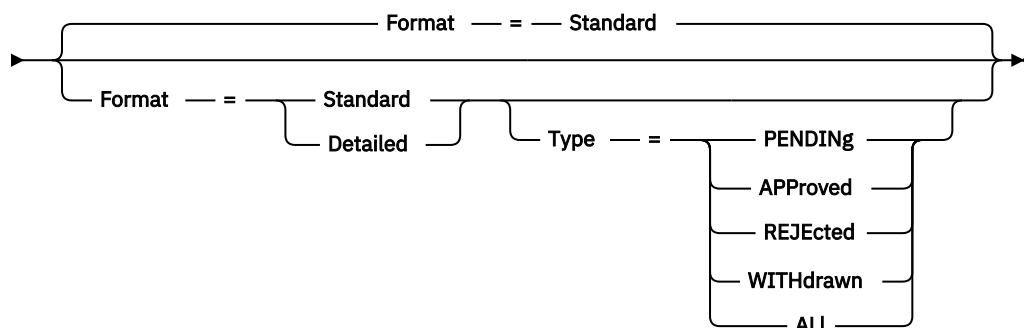 Format = Standard
Format = Standard
Detailed
Type = PENDINg
APPRoved
REJEcted
WITHdrawn